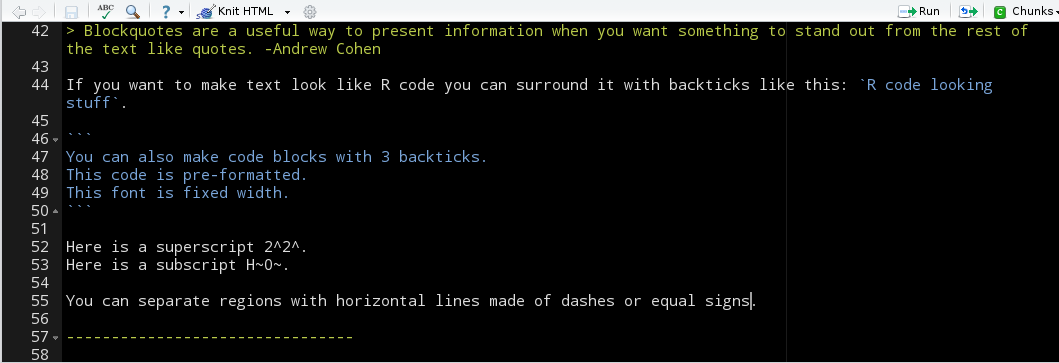 ABC ? Knit HTML Run C Chunks
42 > Blockquotes are a useful way to present information when you want something to stand out from the rest of
the text like quotes. -Andrew Cohen
43
44 If you want to make text look like R code you can surround it with backticks like this: `R code looking
stuff`.
45
46 ```
47 You can also make code blocks with 3 backticks.
48 This code is pre-formatted.
49 This font is fixed width.
50 ```
51
52 Here is a superscript 2^2^.
53 Here is a subscript H~O~.
54
55 You can separate regions with horizontal lines made of dashes or equal signs.
56
57 --------------------------------
58